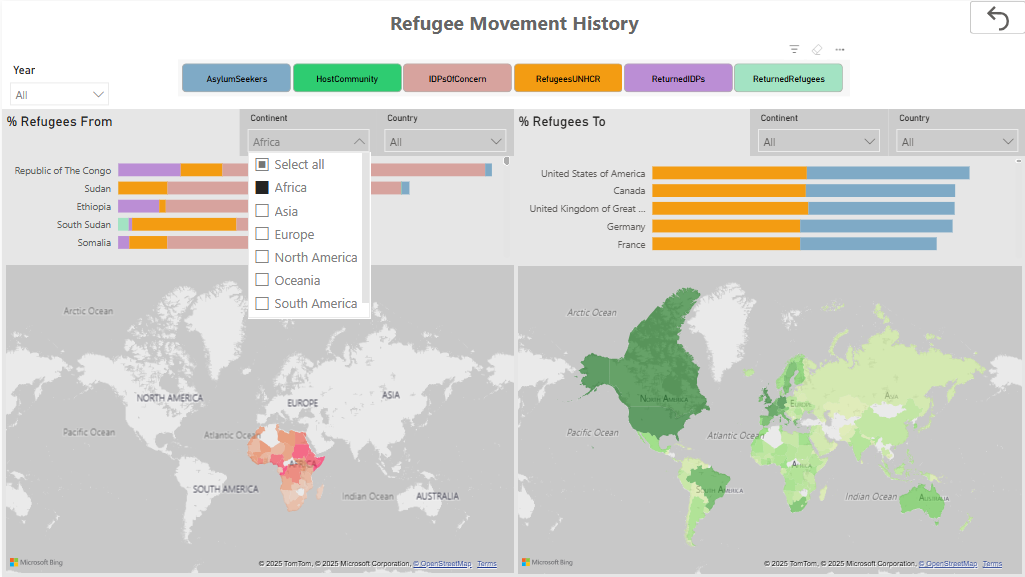 Refugee Movement History
Year
All
AsylumSeekers
HostCommunity
IDPsOfConcern
RefugeesUNHCR
ReturnedIDPs
ReturnedRefugees
% Refugees From
Continent
Africa
Country
All
Select all
Africa
Asia
Europe
North America
Oceania
South America
Republic of The Congo
Sudan
Ethiopia
South Sudan
Somalia
Arctic Ocean
NORTH AMERICA
EUROPE
ASIA
Pacific Ocean
Atlantic Ocean
AFRICA
SOUTH AMERICA
Indian Ocean
AUSTRALIA
Microsoft Bing
© 2025 TomTom, © 2025 Microsoft Corporation, © OpenStreetMap Terms
% Refugees To
Continent
All
Country
All
United States of America
Canada
United Kingdom of Great ...
Germany
France
Arctic Ocean
NORTH AMERICA
EUROPE
ASIA
Pacific Ocean
Atlantic Ocean
AFRICA
SOUTH AMERICA
Indian Ocean
AUSTRALIA
Microsoft Bing
© 2025 TomTom, © 2025 Microsoft Corporation, © OpenStreetMap Terms